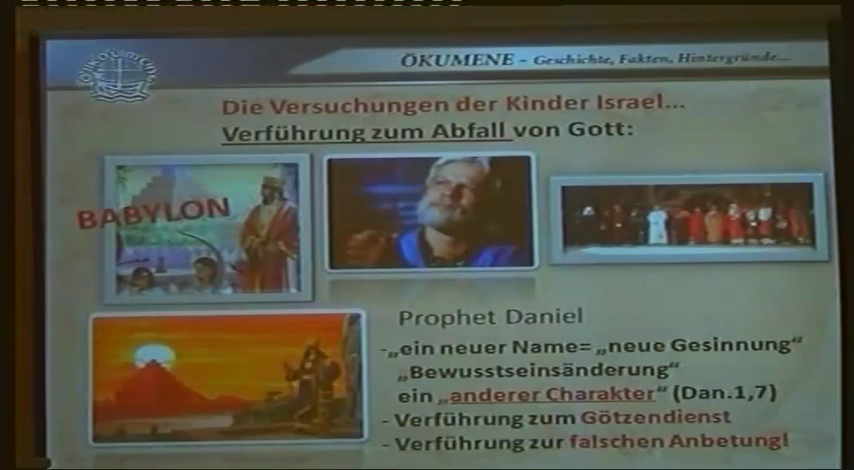 ÖKUMENE – Geschichte, Fakten, Hintergründe...
Die Versuchungen der Kinder Israel...
Verführung zum Abfall von Gott:
BABYLON
Prophet Daniel
-„ein neuer Name= „neue Gesinnung“
„Bewusstseinsänderung“
ein „anderer Charakter“ (Dan.1,7)
- Verführung zum Götzendienst
- Verführung zur falschen Anbetung!